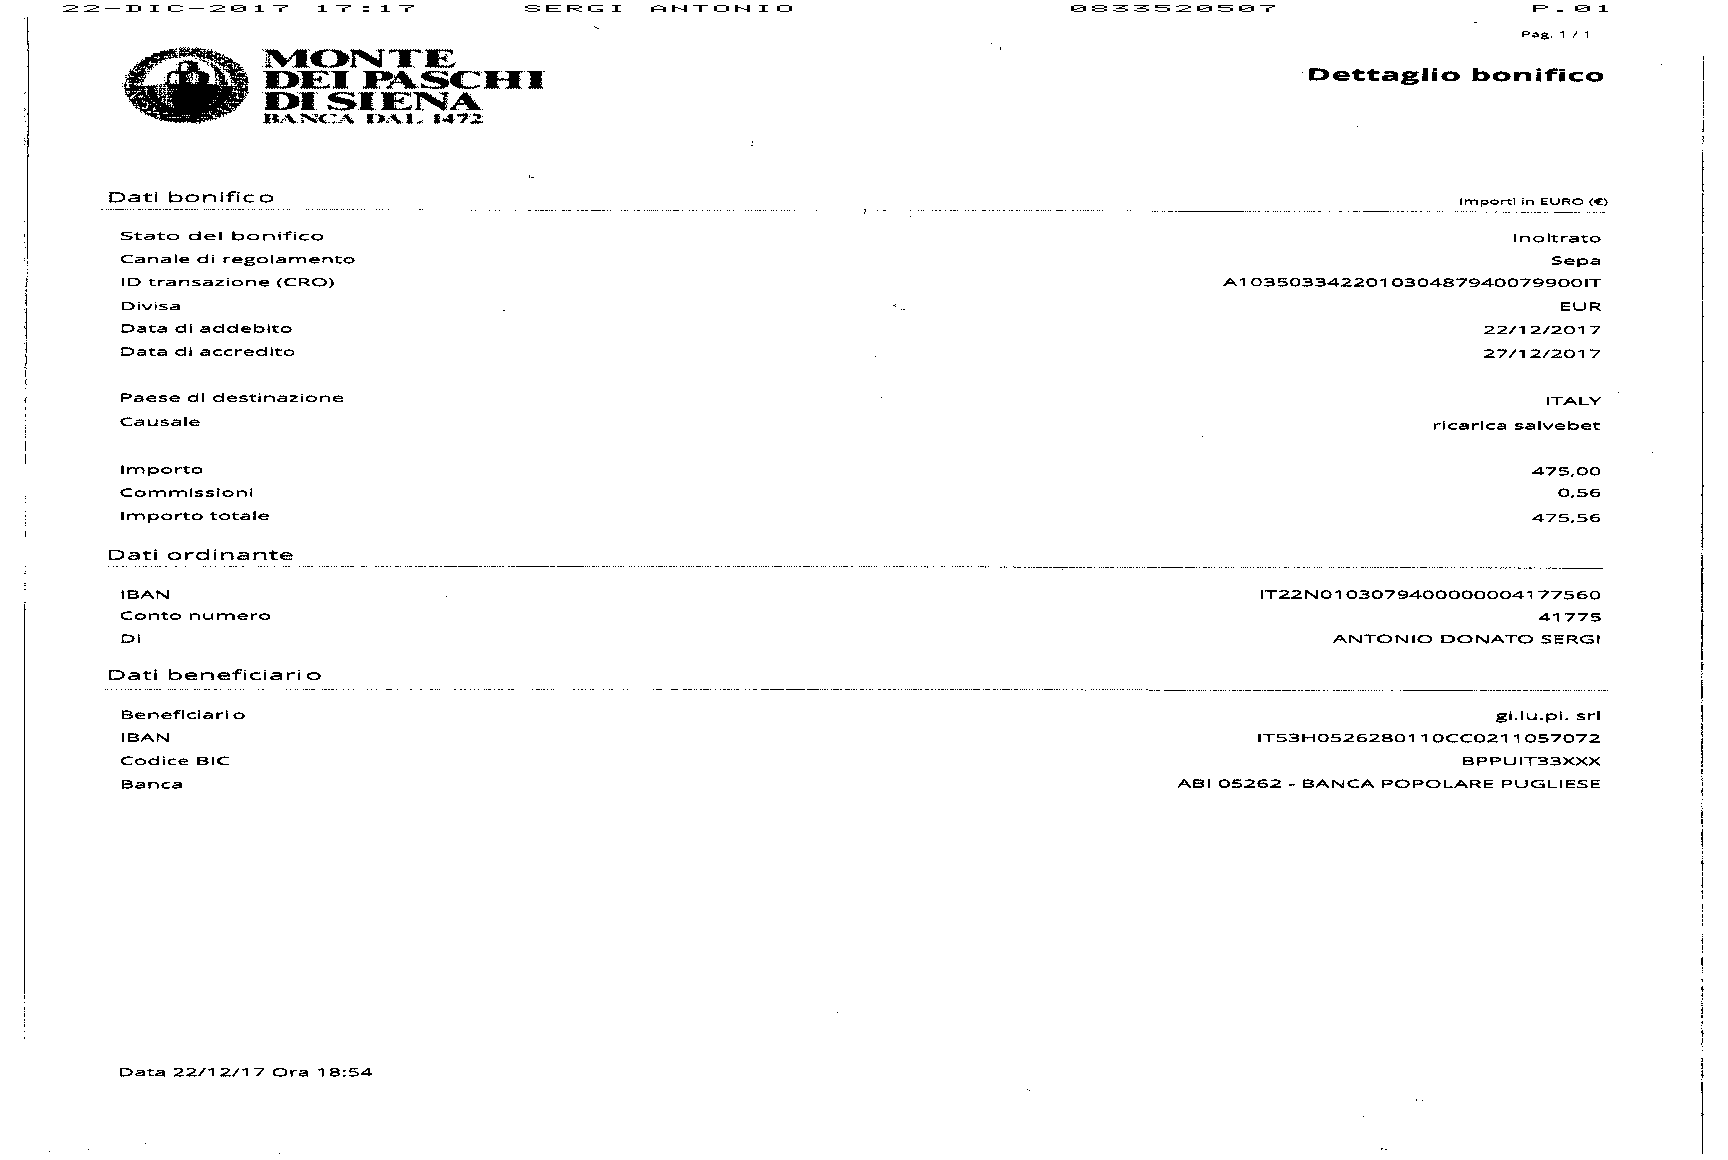 22-DIC-2017 17:17 SERGI ANTONIO 0833520507 P.01
Pag. 1 / 1
MONTE
DEI PASCHI
DI SIENA
BANCA DAL 1472
Dettaglio bonifico
Dati bonifico Importi in EURO (€)
Stato del bonifico Inoltrato
Canale di regolamento Sepa
ID transazione (CRO) A103503342201030487940079900IT
Divisa EUR
Data di addebito 22/12/2017
Data di accredito 27/12/2017
Paese di destinazione ITALY
Causale ricarica salvebet
Importo 475,00
Commissioni 0,56
Importo totale 475,56
Dati ordinante
IBAN IT22N0103079400000004177560
Conto numero 41775
Di ANTONIO DONATO SERGI
Dati beneficiario
Beneficiario gi.lu.pi. srl
IBAN IT53H0526280110CC0211057072
Codice BIC BPPUIT33XXX
Banca ABI 05262 - BANCA POPOLARE PUGLIESE
Data 22/12/17 Ora 18:54